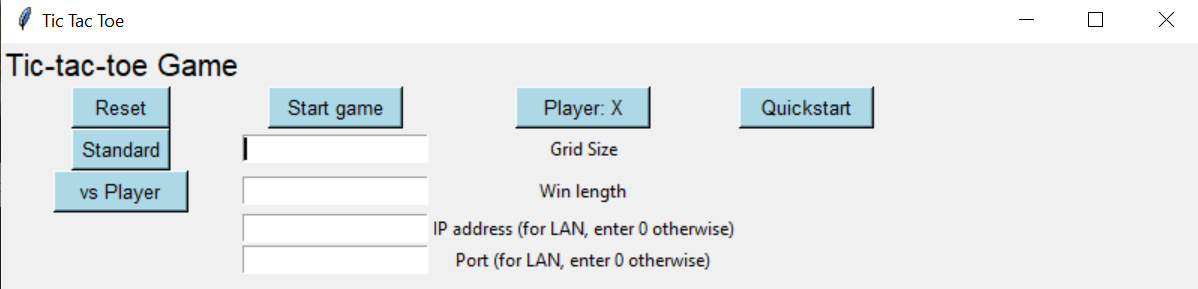 Tic Tac Toe
Tic-tac-toe Game
Reset Start game Player: X Quickstart
Standard Grid Size
vs Player Win length
IP address (for LAN, enter 0 otherwise)
Port (for LAN, enter 0 otherwise)